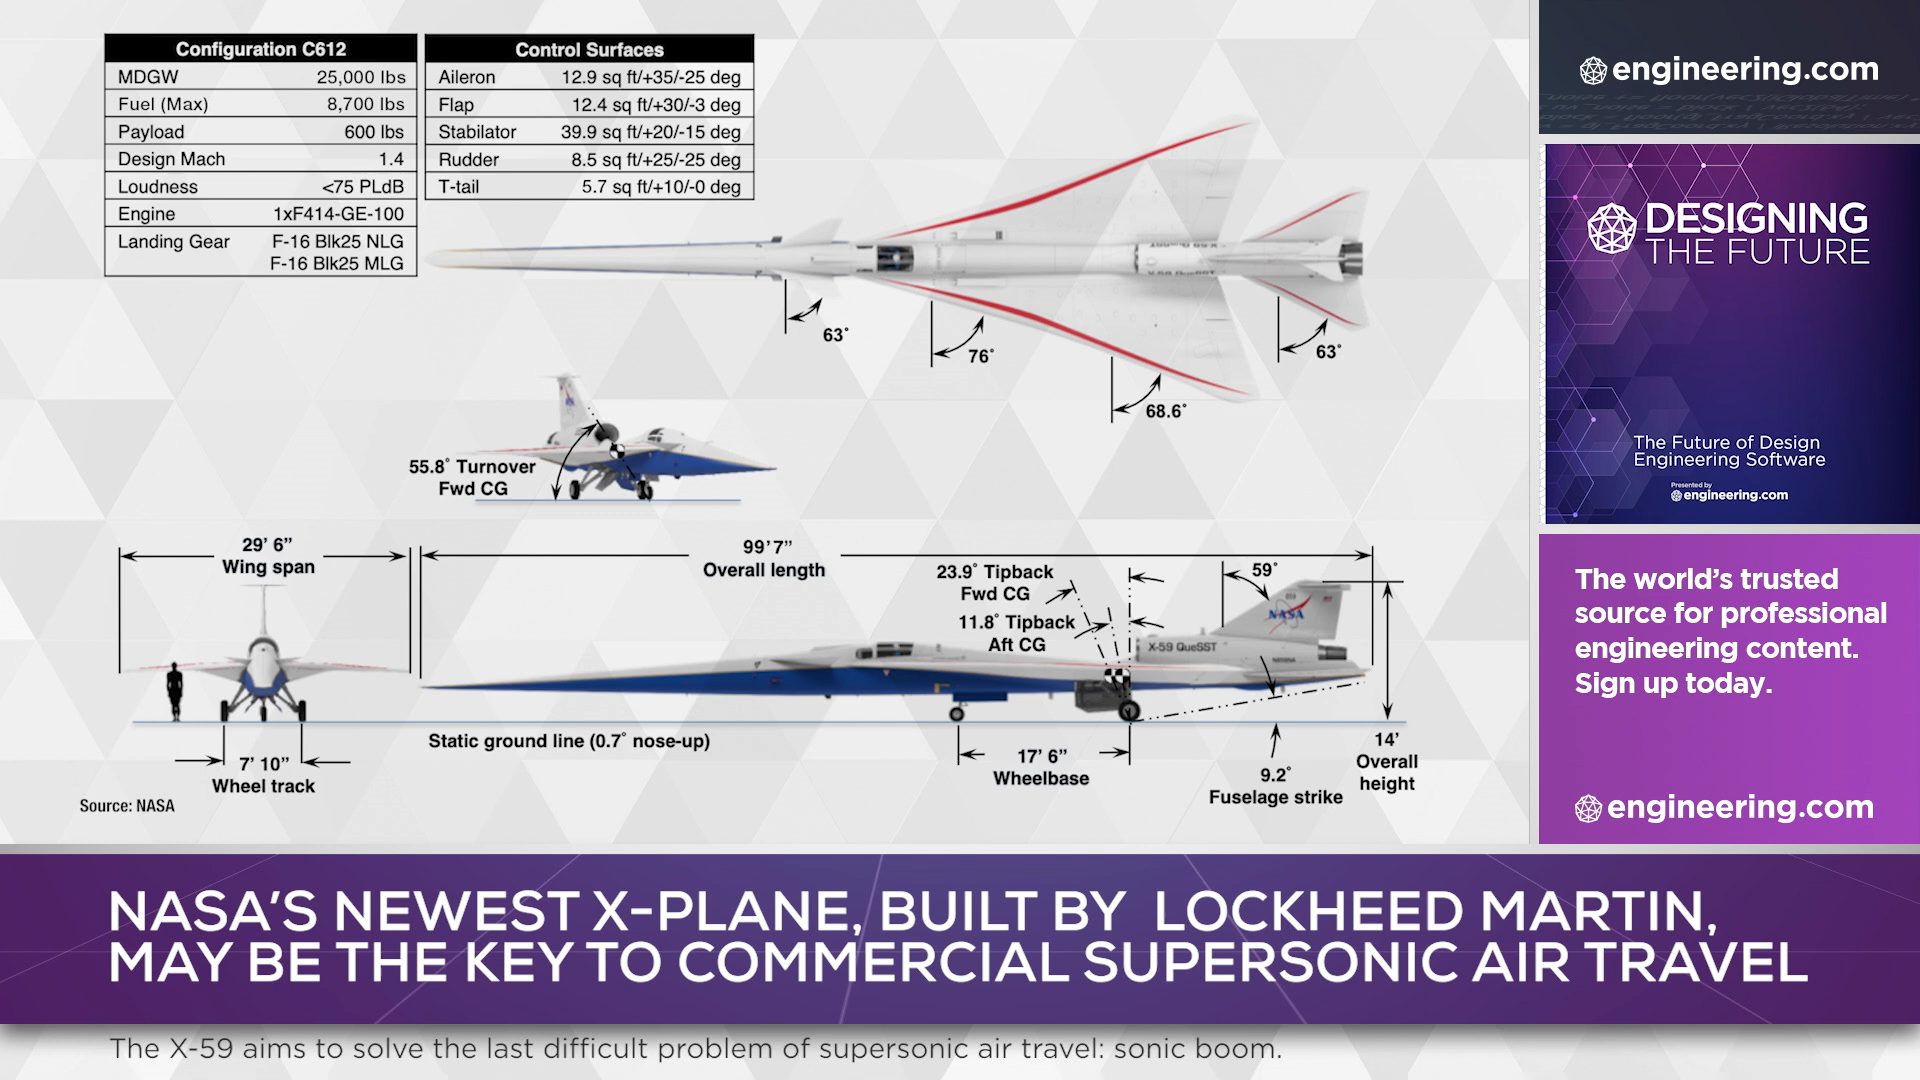 Configuration C612
MDGW 25,000 lbs
Fuel (Max) 8,700 lbs
Payload 600 lbs
Design Mach 1.4
Loudness <75 PLdB
Engine 1xF414-GE-100
Landing Gear F-16 Blk25 NLG
F-16 Blk25 MLG
Control Surfaces
Aileron 12.9 sq ft/+35/-25 deg
Flap 12.4 sq ft/+30/-3 deg
Stabilator 39.9 sq ft/+20/-15 deg
Rudder 8.5 sq ft/+25/-25 deg
T-tail 5.7 sq ft/+10/-0 deg
X-59 QueSST
63°
76°
68.6°
63°
55.8° Turnover
Fwd CG
29' 6"
Wing span
99'7"
Overall length
23.9° Tipback
Fwd CG
11.8° Tipback
Aft CG
59°
NASA
X-59 QueSST
Static ground line (0.7° nose-up)
7' 10"
Wheel track
17' 6"
Wheelbase
9.2°
Fuselage strike
14'
Overall
height
Source: NASA
engineering.com
DESIGNING
THE FUTURE
The Future of Design
Engineering Software
Presented by
engineering.com
The world's trusted
source for professional
engineering content.
Sign up today.
engineering.com
NASA'S NEWEST X-PLANE, BUILT BY LOCKHEED MARTIN,
MAY BE THE KEY TO COMMERCIAL SUPERSONIC AIR TRAVEL
The X-59 aims to solve the last difficult problem of supersonic air travel: sonic boom.